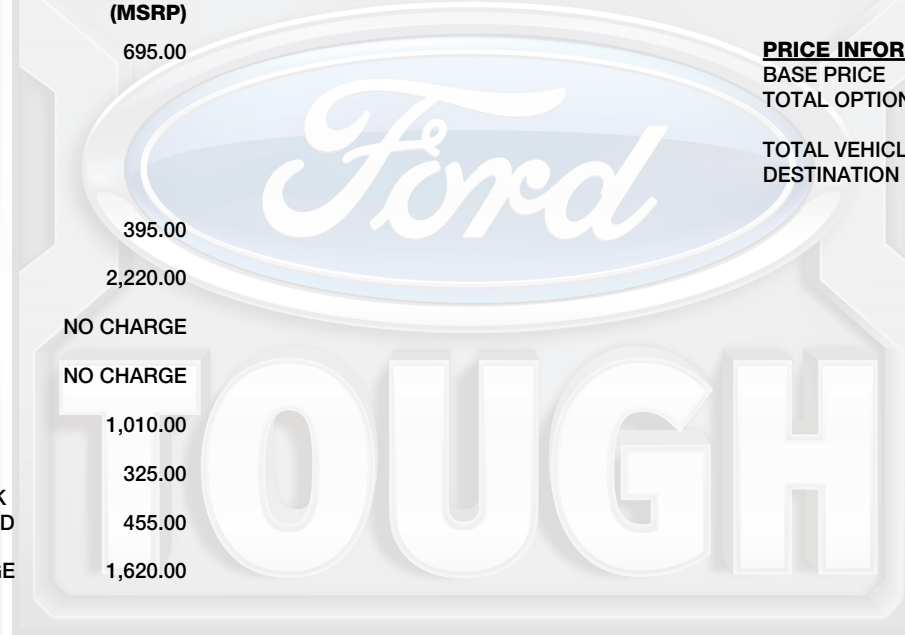 (MSRP)
695.00
PRICE INFOR
BASE PRICE
TOTAL OPTION
TOTAL VEHICL
DESTINATION
Ford
395.00
2,220.00
NO CHARGE
NO CHARGE
TOUGH
1,010.00
325.00
K
D 455.00
GE 1,620.00